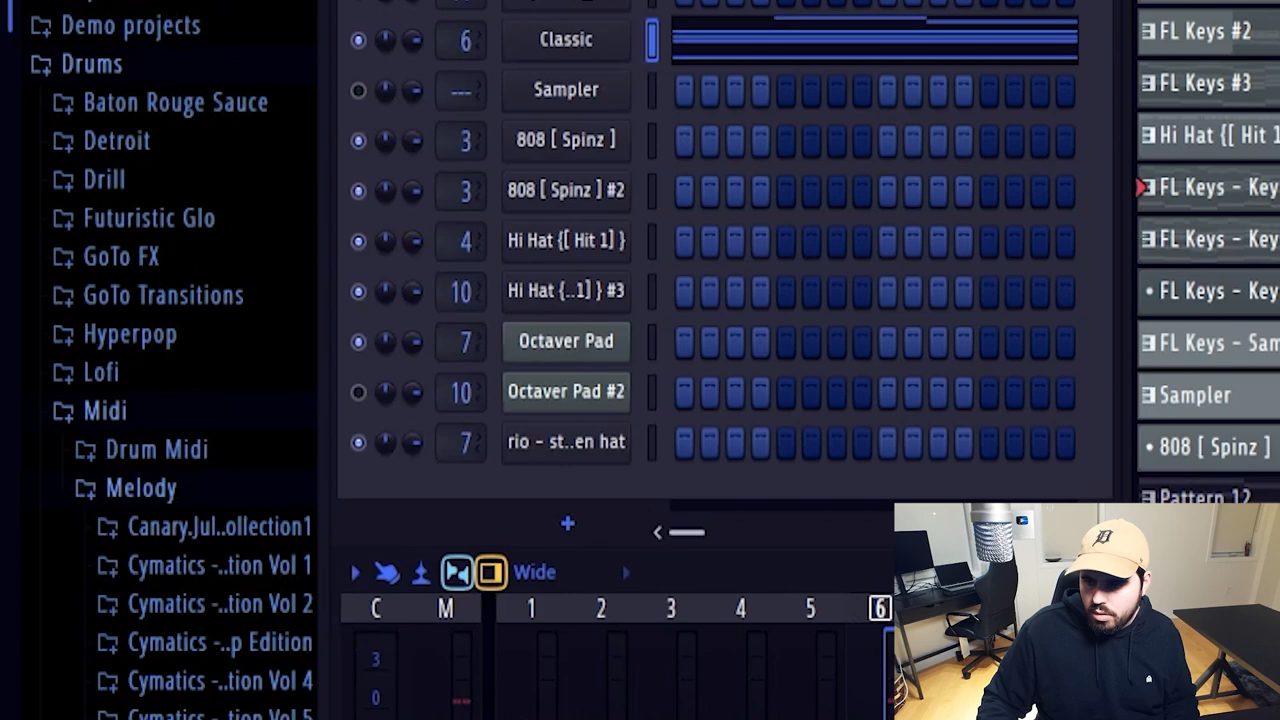 Demo projects
Drums
Baton Rouge Sauce
Detroit
Drill
Futuristic Glo
GoTo FX
GoTo Transitions
Hyperpop
Lofi
Midi
Drum Midi
Melody
Canary.Jul..ollection1
Cymatics -..tion Vol 1
Cymatics -..tion Vol 2
Cymatics -..p Edition
Cymatics -..tion Vol 4
Cymatics -..tion Vol 5
6 Classic
--- Sampler
3 808 [ Spinz ]
3 808 [ Spinz ] #2
4 Hi Hat {[ Hit 1] }
10 Hi Hat {..1] } #3
7 Octaver Pad
10 Octaver Pad #2
7 rio - st..en hat
+
Wide
C M 1 2 3 4 5 6
3
0
FL Keys #2
FL Keys #3
Hi Hat {[ Hit 1
FL Keys - Key
FL Keys - Key
FL Keys - Key
FL Keys - Sam
Sampler
808 [ Spinz ]
Pattern 12